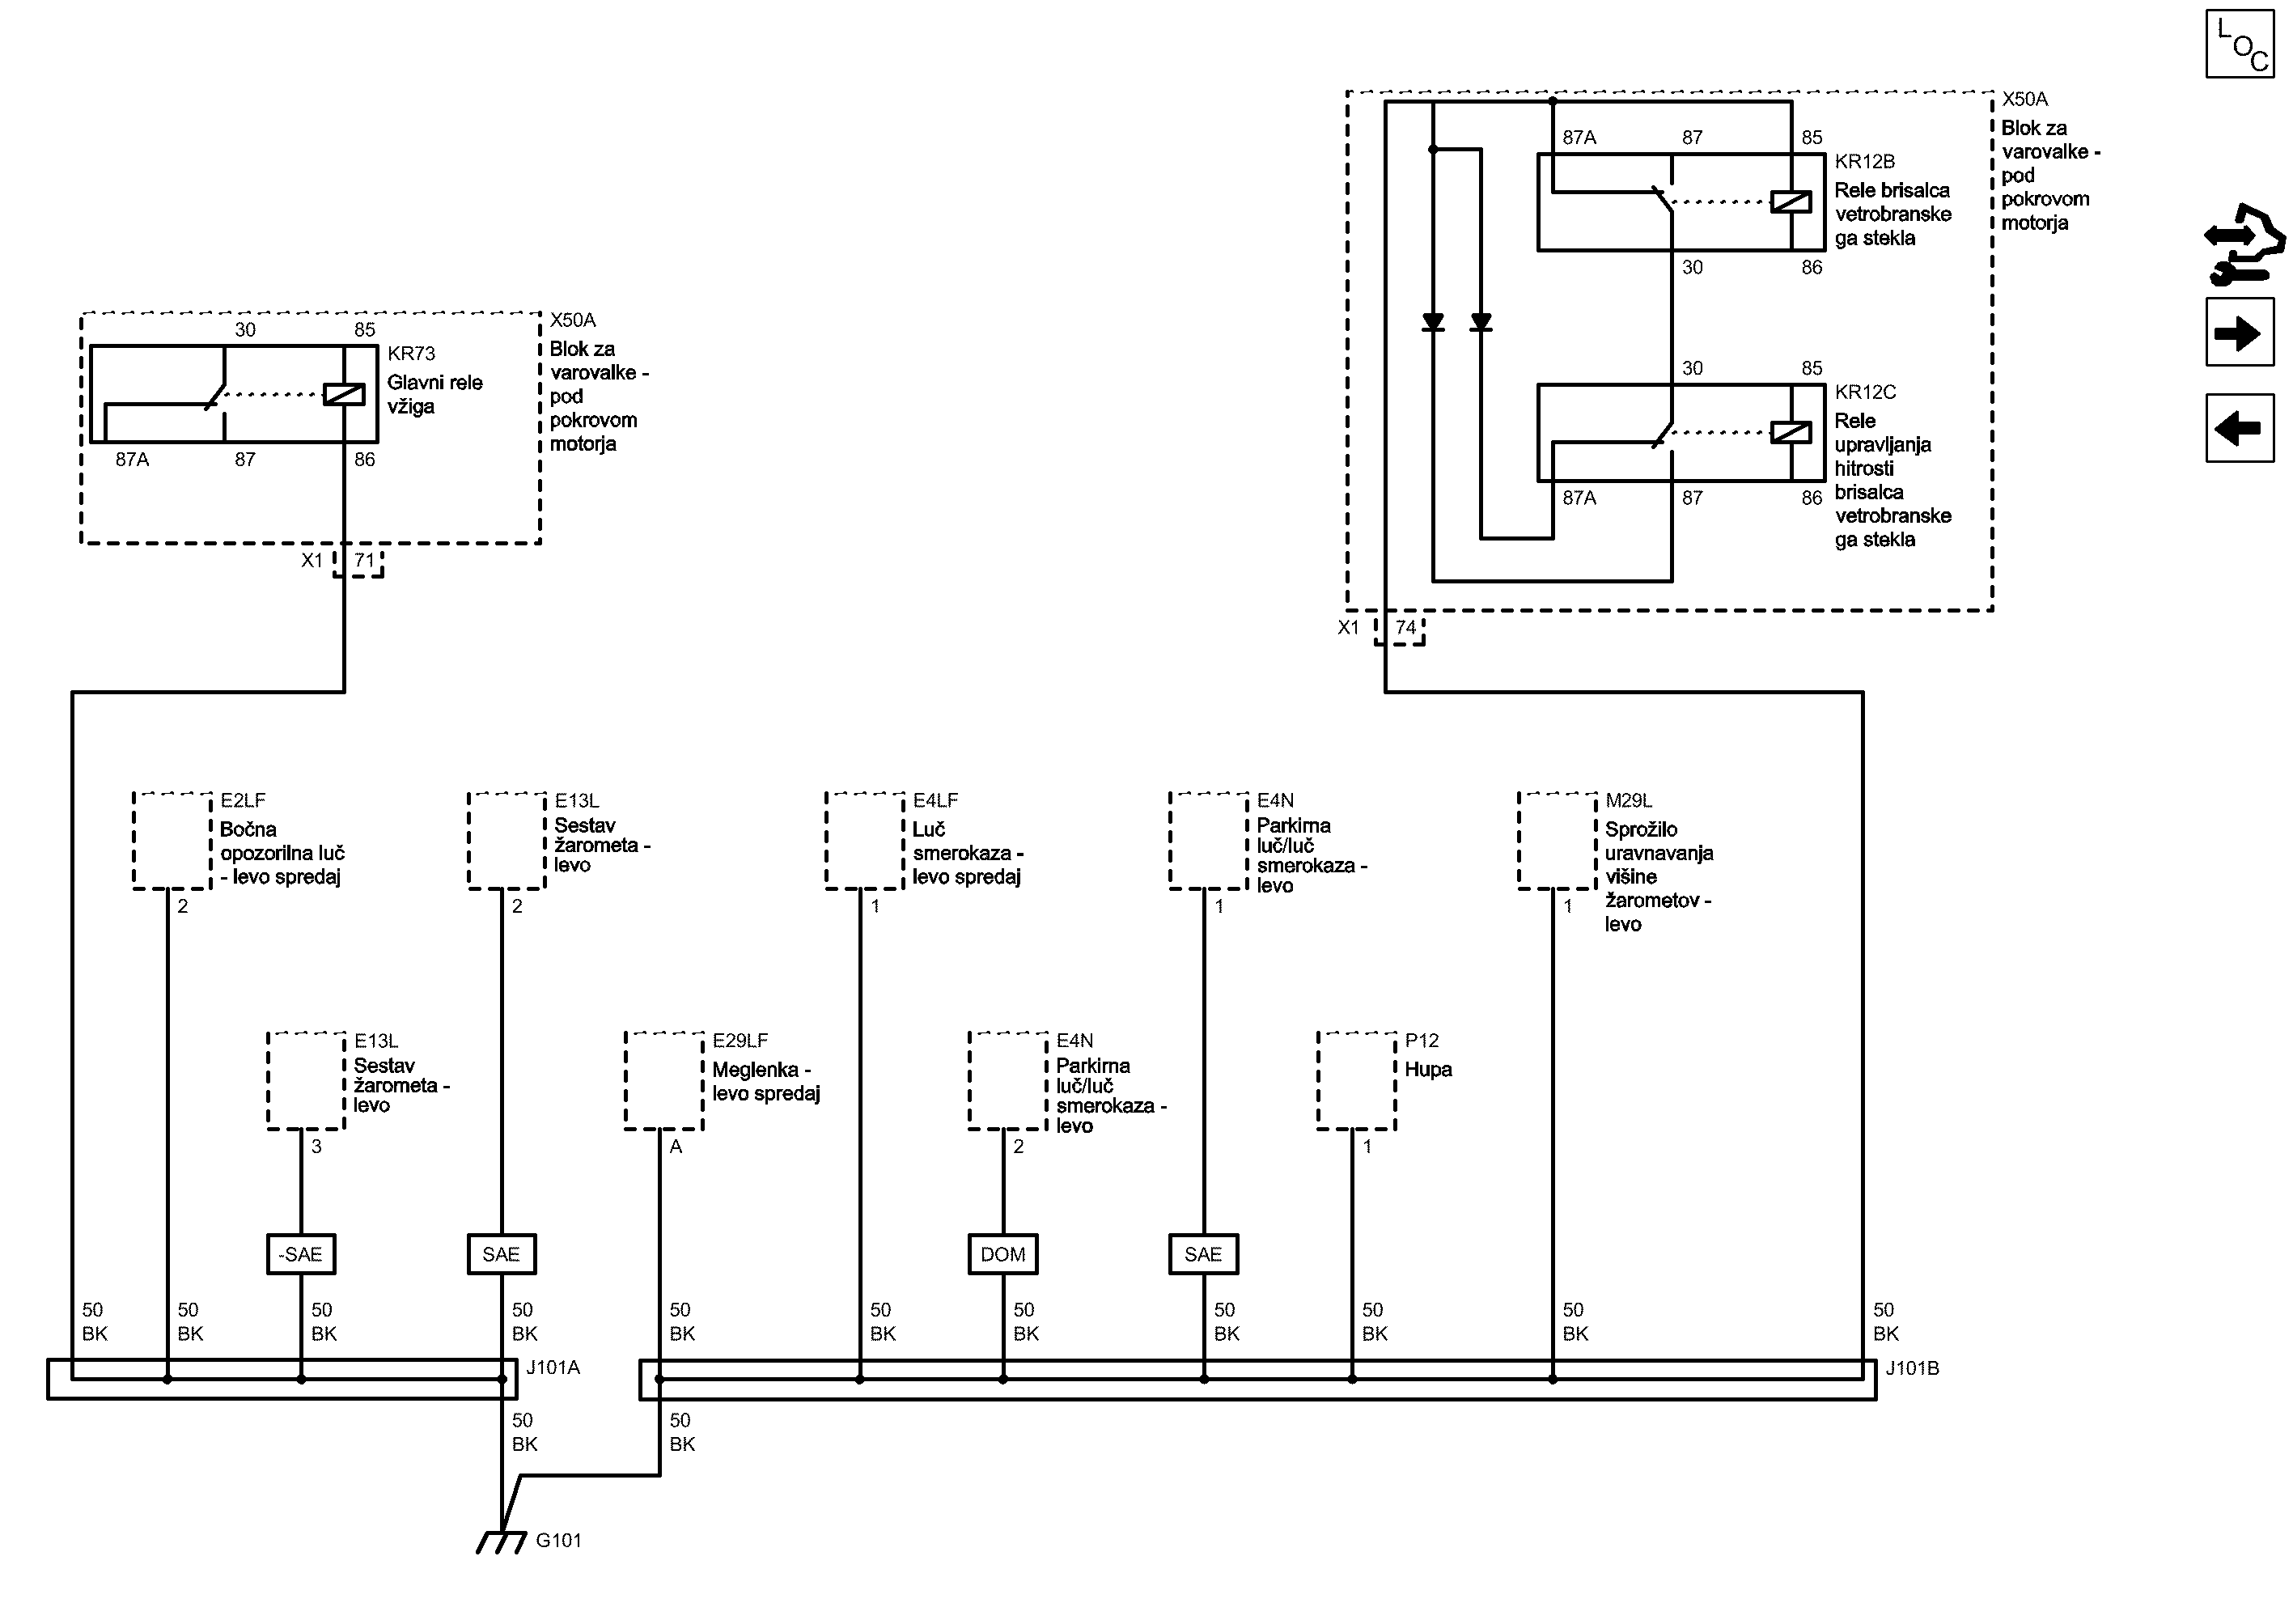 LOC
X50A
Blok za
varovalke -
pod
pokrovom
motorja
87A
87
85
KR12B
Rele brisalca
vetrobranske
ga stekla
30
86
30
85
KR12C
Rele
upravljanja
hitrosti
brisalca
vetrobranske
ga stekla
87A
87
86
X1
74
X50A
Blok za
varovalke -
pod
pokrovom
motorja
30
85
KR73
Glavni rele
vžiga
87A
87
86
X1
71
E2LF
Bočna
opozorilna luč
- levo spredaj
2
E13L
Sestav
žarometa -
levo
2
E4LF
Luč
smerokaza -
levo spredaj
1
E4N
Parkirna
luč/luč
smerokaza -
levo
1
M29L
Sprožilo
uravnavanja
višine
žarometov -
levo
1
E13L
Sestav
žarometa -
levo
3
E29LF
Meglenka -
levo spredaj
A
E4N
Parkirna
luč/luč
smerokaza -
levo
2
P12
Hupa
1
-SAE
SAE
DOM
SAE
50
BK
50
BK
50
BK
50
BK
50
BK
50
BK
50
BK
50
BK
50
BK
50
BK
50
BK
J101A
J101B
50
BK
50
BK
G101